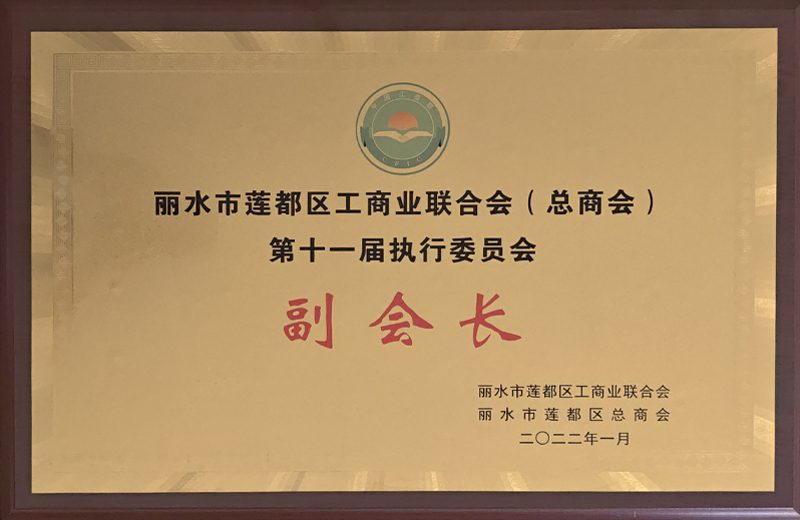 丽水市莲都区工商业联合会（总商会）
第十一届执行委员会
副会长
丽水市莲都区工商业联合会
丽水市莲都区总商会
二〇二二年一月